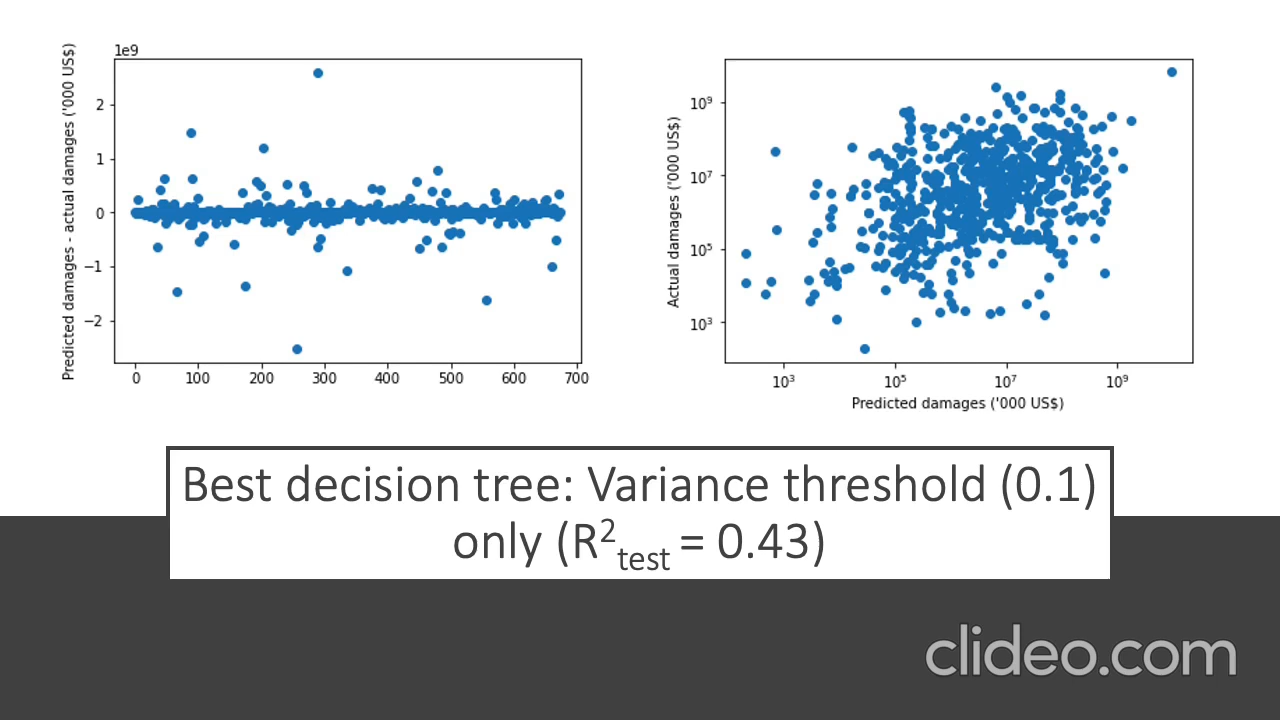 1e9
Predicted damages - actual damages ('000 US$)
2
1
0
−1
−2
0 100 200 300 400 500 600 700
Actual damages ('000 US$)
10⁹
10⁷
10⁵
10³
10³ 10⁵ 10⁷ 10⁹
Predicted damages ('000 US$)
Best decision tree: Variance threshold (0.1)
only (R²test = 0.43)
clideo.com